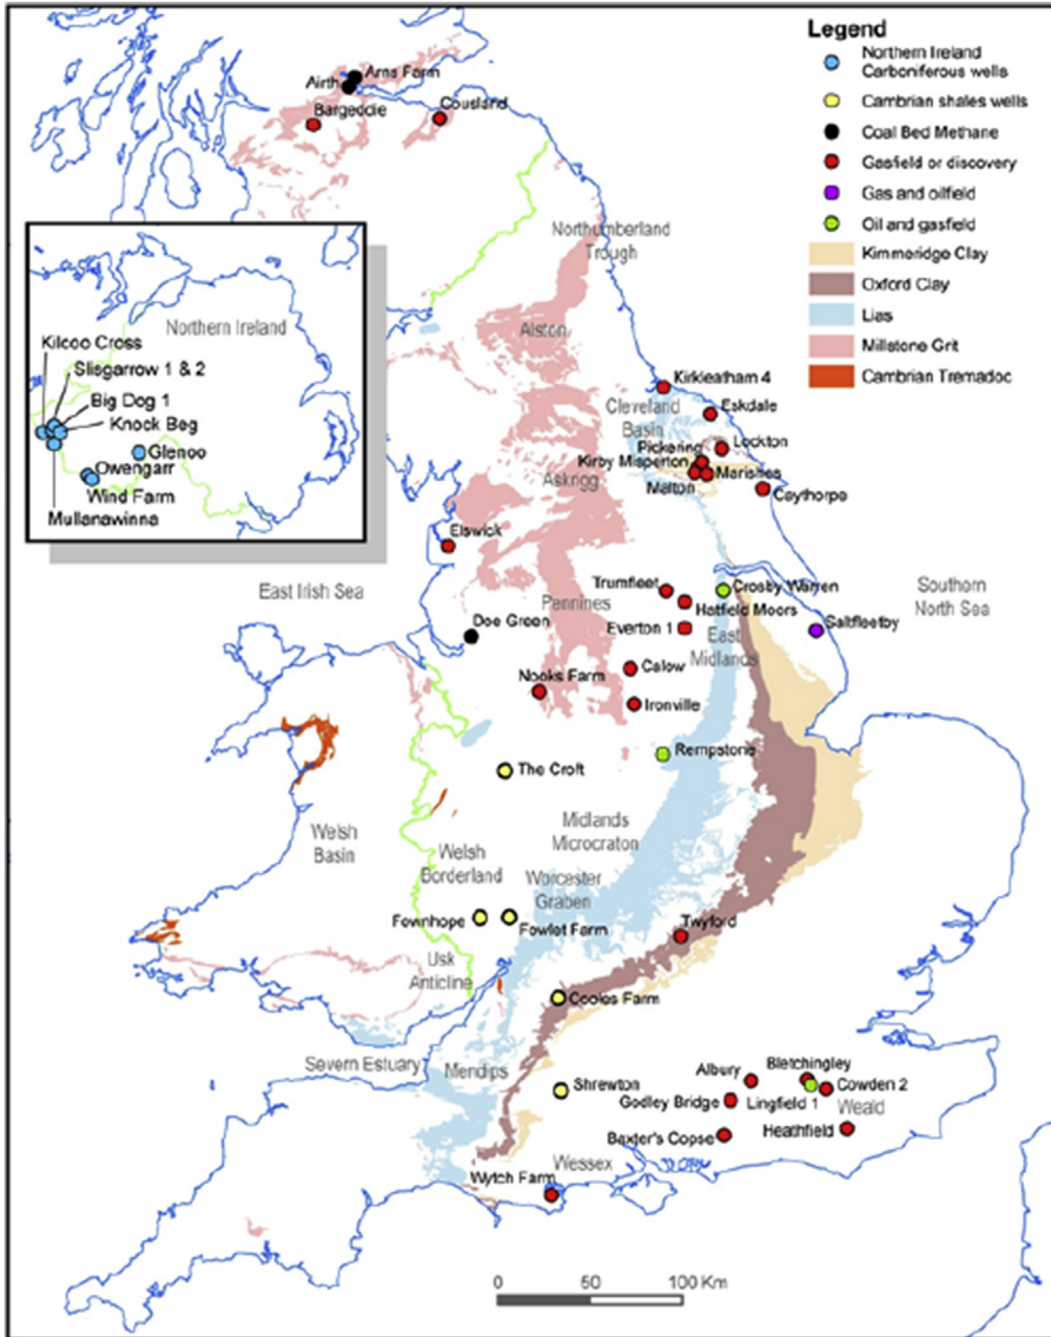 Legend
Northern Ireland
Carboniferous wells
Cambrian shales wells
Coal Bed Methane
Gasfield or discovery
Gas and oilfield
Oil and gasfield
Kimmeridge Clay
Oxford Clay
Lias
Millstone Grit
Cambrian Tremadoc
Airth
Arns Farm
Bargeddie
Cousland
Northumberland
Trough
Northern Ireland
Kilcoo Cross
Slisgarrow 1 & 2
Big Dog 1
Knock Beg
Glenoo
Owengarr
Wind Farm
Mullanawinna
Alston
Kirkleatham 4
Cleveland
Basin
Eskdale
Lockton
Pickering
Kirby Misperton
Marishes
Malton
Caythorpe
Askrigg
Elswick
East Irish Sea
Trumfleet
Crosby Warren
Southern
North Sea
Pennines
Hatfield Moors
Doe Green
Everton 1
East
Midlands
Saltfleetby
Calow
Nooks Farm
Ironville
Rempstone
The Croft
Midlands
Microcraton
Welsh
Basin
Welsh
Borderland
Worcester
Graben
Fownhope
Fowlet Farm
Twyford
Usk
Anticline
Cooles Farm
Severn Estuary
Mendips
Shrewton
Albury
Bletchingley
Cowden 2
Godley Bridge
Lingfield 1
Weald
Baxter's Copse
Heathfield
Wessex
Wytch Farm
0 50 100 Km